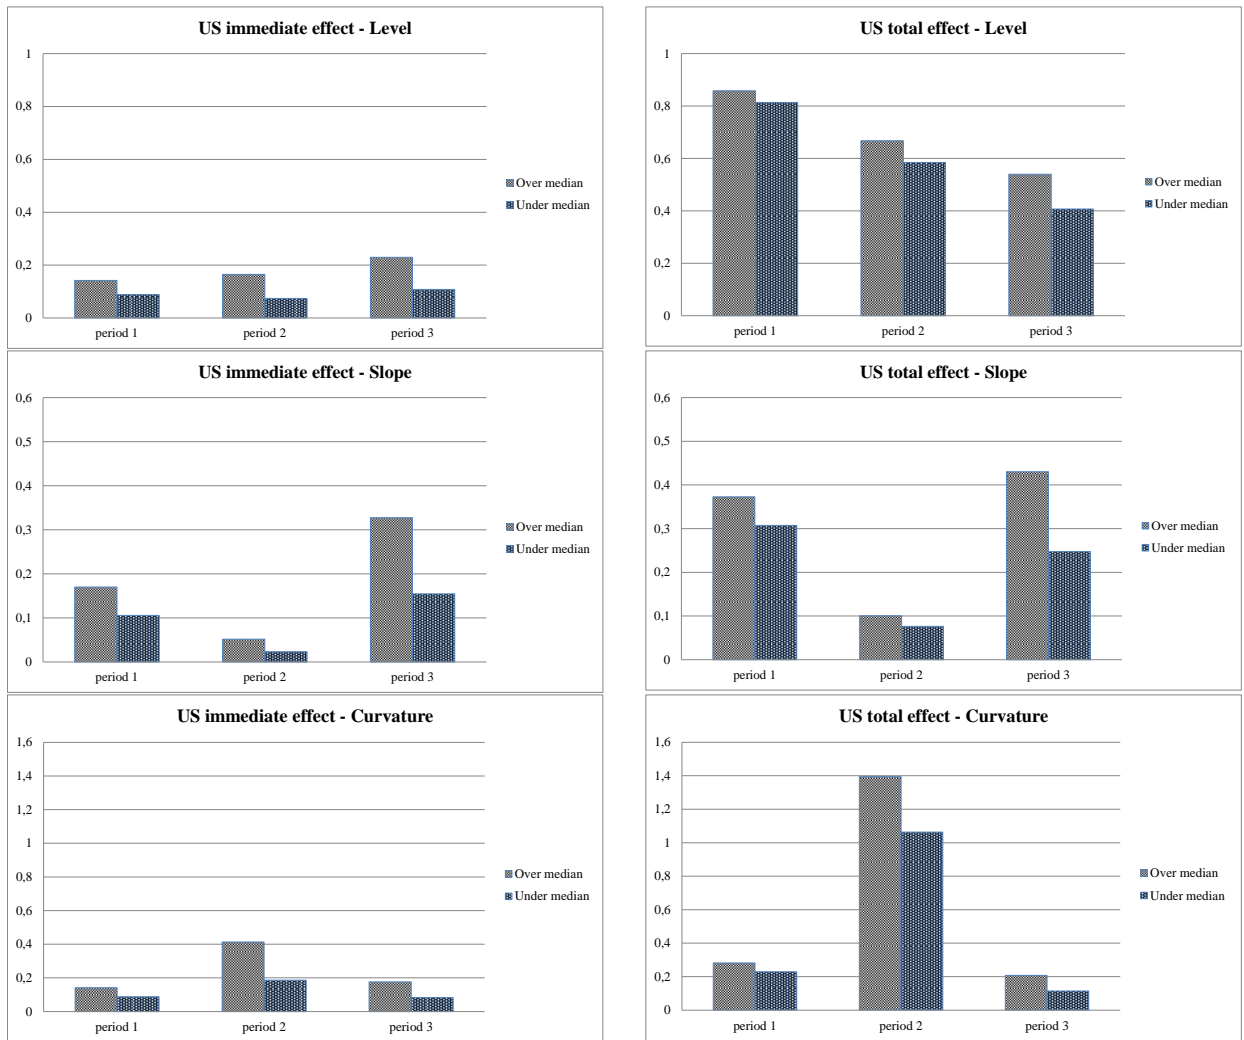 US immediate effect - Level
1
0,8
0,6
0,4
0,2
0
period 1 period 2 period 3
Over median
Under median
US total effect - Level
1
0,8
0,6
0,4
0,2
0
period 1 period 2 period 3
Over median
Under median
US immediate effect - Slope
0,6
0,5
0,4
0,3
0,2
0,1
0
period 1 period 2 period 3
Over median
Under median
US total effect - Slope
0,6
0,5
0,4
0,3
0,2
0,1
0
period 1 period 2 period 3
Over median
Under median
US immediate effect - Curvature
1,6
1,4
1,2
1
0,8
0,6
0,4
0,2
0
period 1 period 2 period 3
Over median
Under median
US total effect - Curvature
1,6
1,4
1,2
1
0,8
0,6
0,4
0,2
0
period 1 period 2 period 3
Over median
Under median